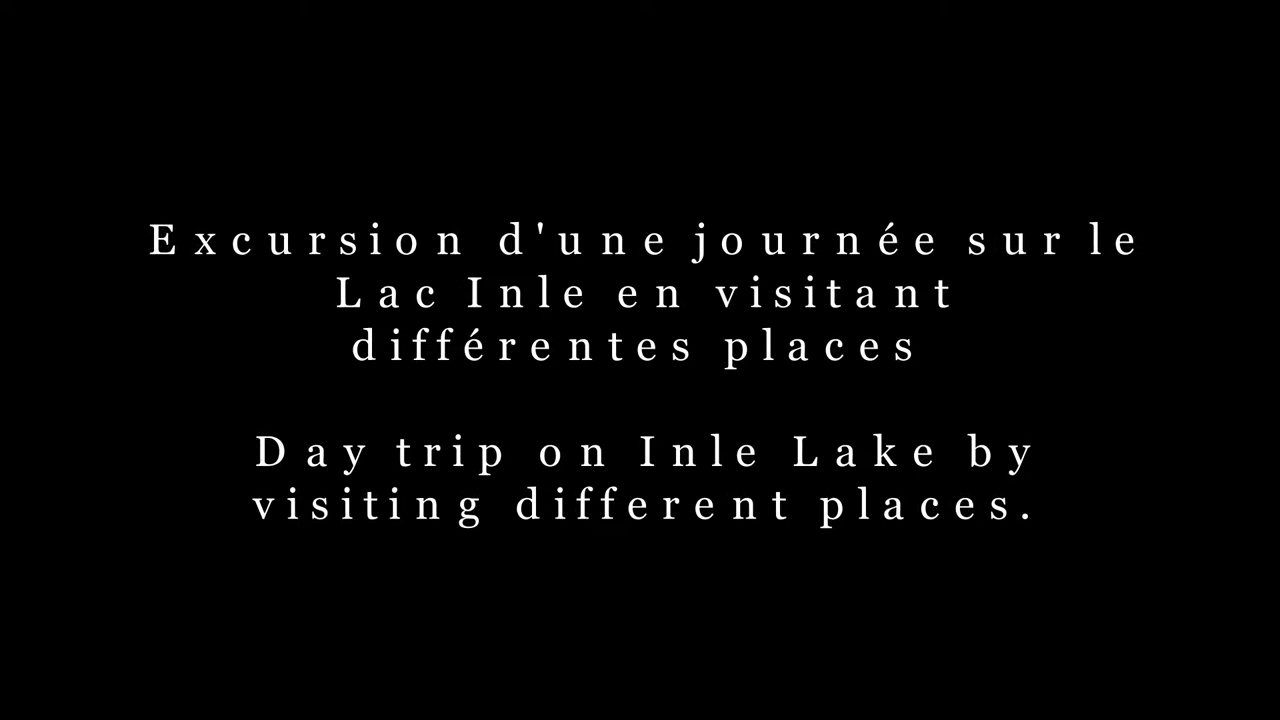 Excursion d'une journée sur le
Lac Inle en visitant
différentes places
Day trip on Inle Lake by
visiting different places.